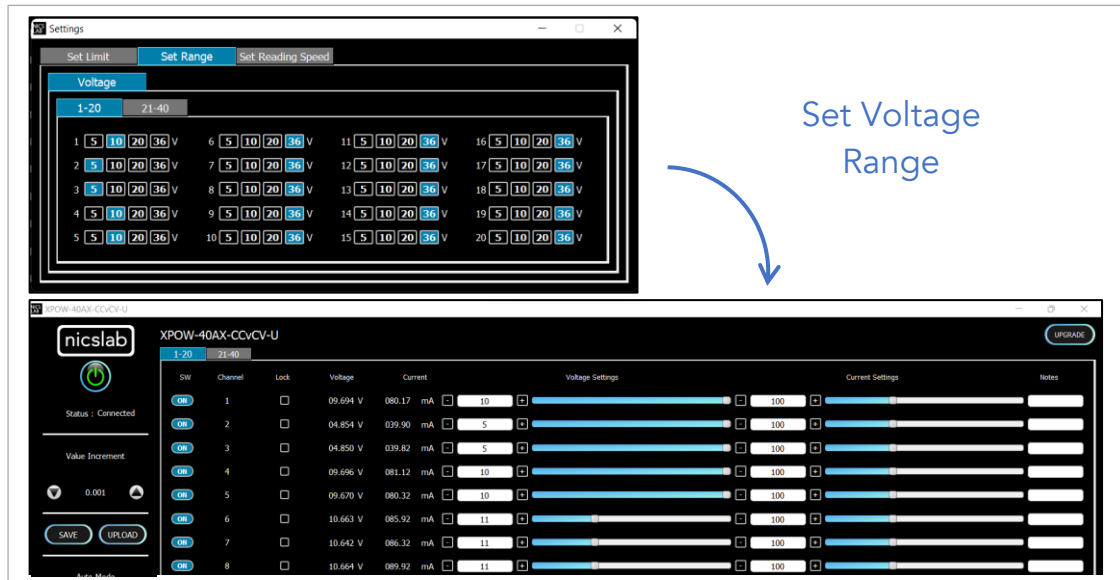 NICS LAB Settings
Set Limit Set Range Set Reading Speed
Voltage
1-20 21-40
1 5 10 20 36 V 6 5 10 20 36 V 11 5 10 20 36 V 16 5 10 20 36 V
2 5 10 20 36 V 7 5 10 20 36 V 12 5 10 20 36 V 17 5 10 20 36 V
3 5 10 20 36 V 8 5 10 20 36 V 13 5 10 20 36 V 18 5 10 20 36 V
4 5 10 20 36 V 9 5 10 20 36 V 14 5 10 20 36 V 19 5 10 20 36 V
5 5 10 20 36 V 10 5 10 20 36 V 15 5 10 20 36 V 20 5 10 20 36 V
Set Voltage
Range
NICS LAB XPOW-40AX-CCvCV-U
nicslab
XPOW-40AX-CCvCV-U
UPGRADE
1-20 21-40
SW Channel Lock Voltage Current Voltage Settings Current Settings Notes
ON 1 09.694 V 080.17 mA - 10 + - 100 +
Status : Connected
ON 2 04.854 V 039.90 mA - 5 + - 100 +
ON 3 04.850 V 039.82 mA - 5 + - 100 +
Value Increment
ON 4 09.696 V 081.12 mA - 10 + - 100 +
0.001
ON 5 09.670 V 080.32 mA - 10 + - 100 +
ON 6 10.663 V 085.92 mA - 11 + - 100 +
SAVE UPLOAD
ON 7 10.642 V 086.32 mA - 11 + - 100 +
ON 8 10.664 V 089.92 mA - 11 + - 100 +
Auto Mode